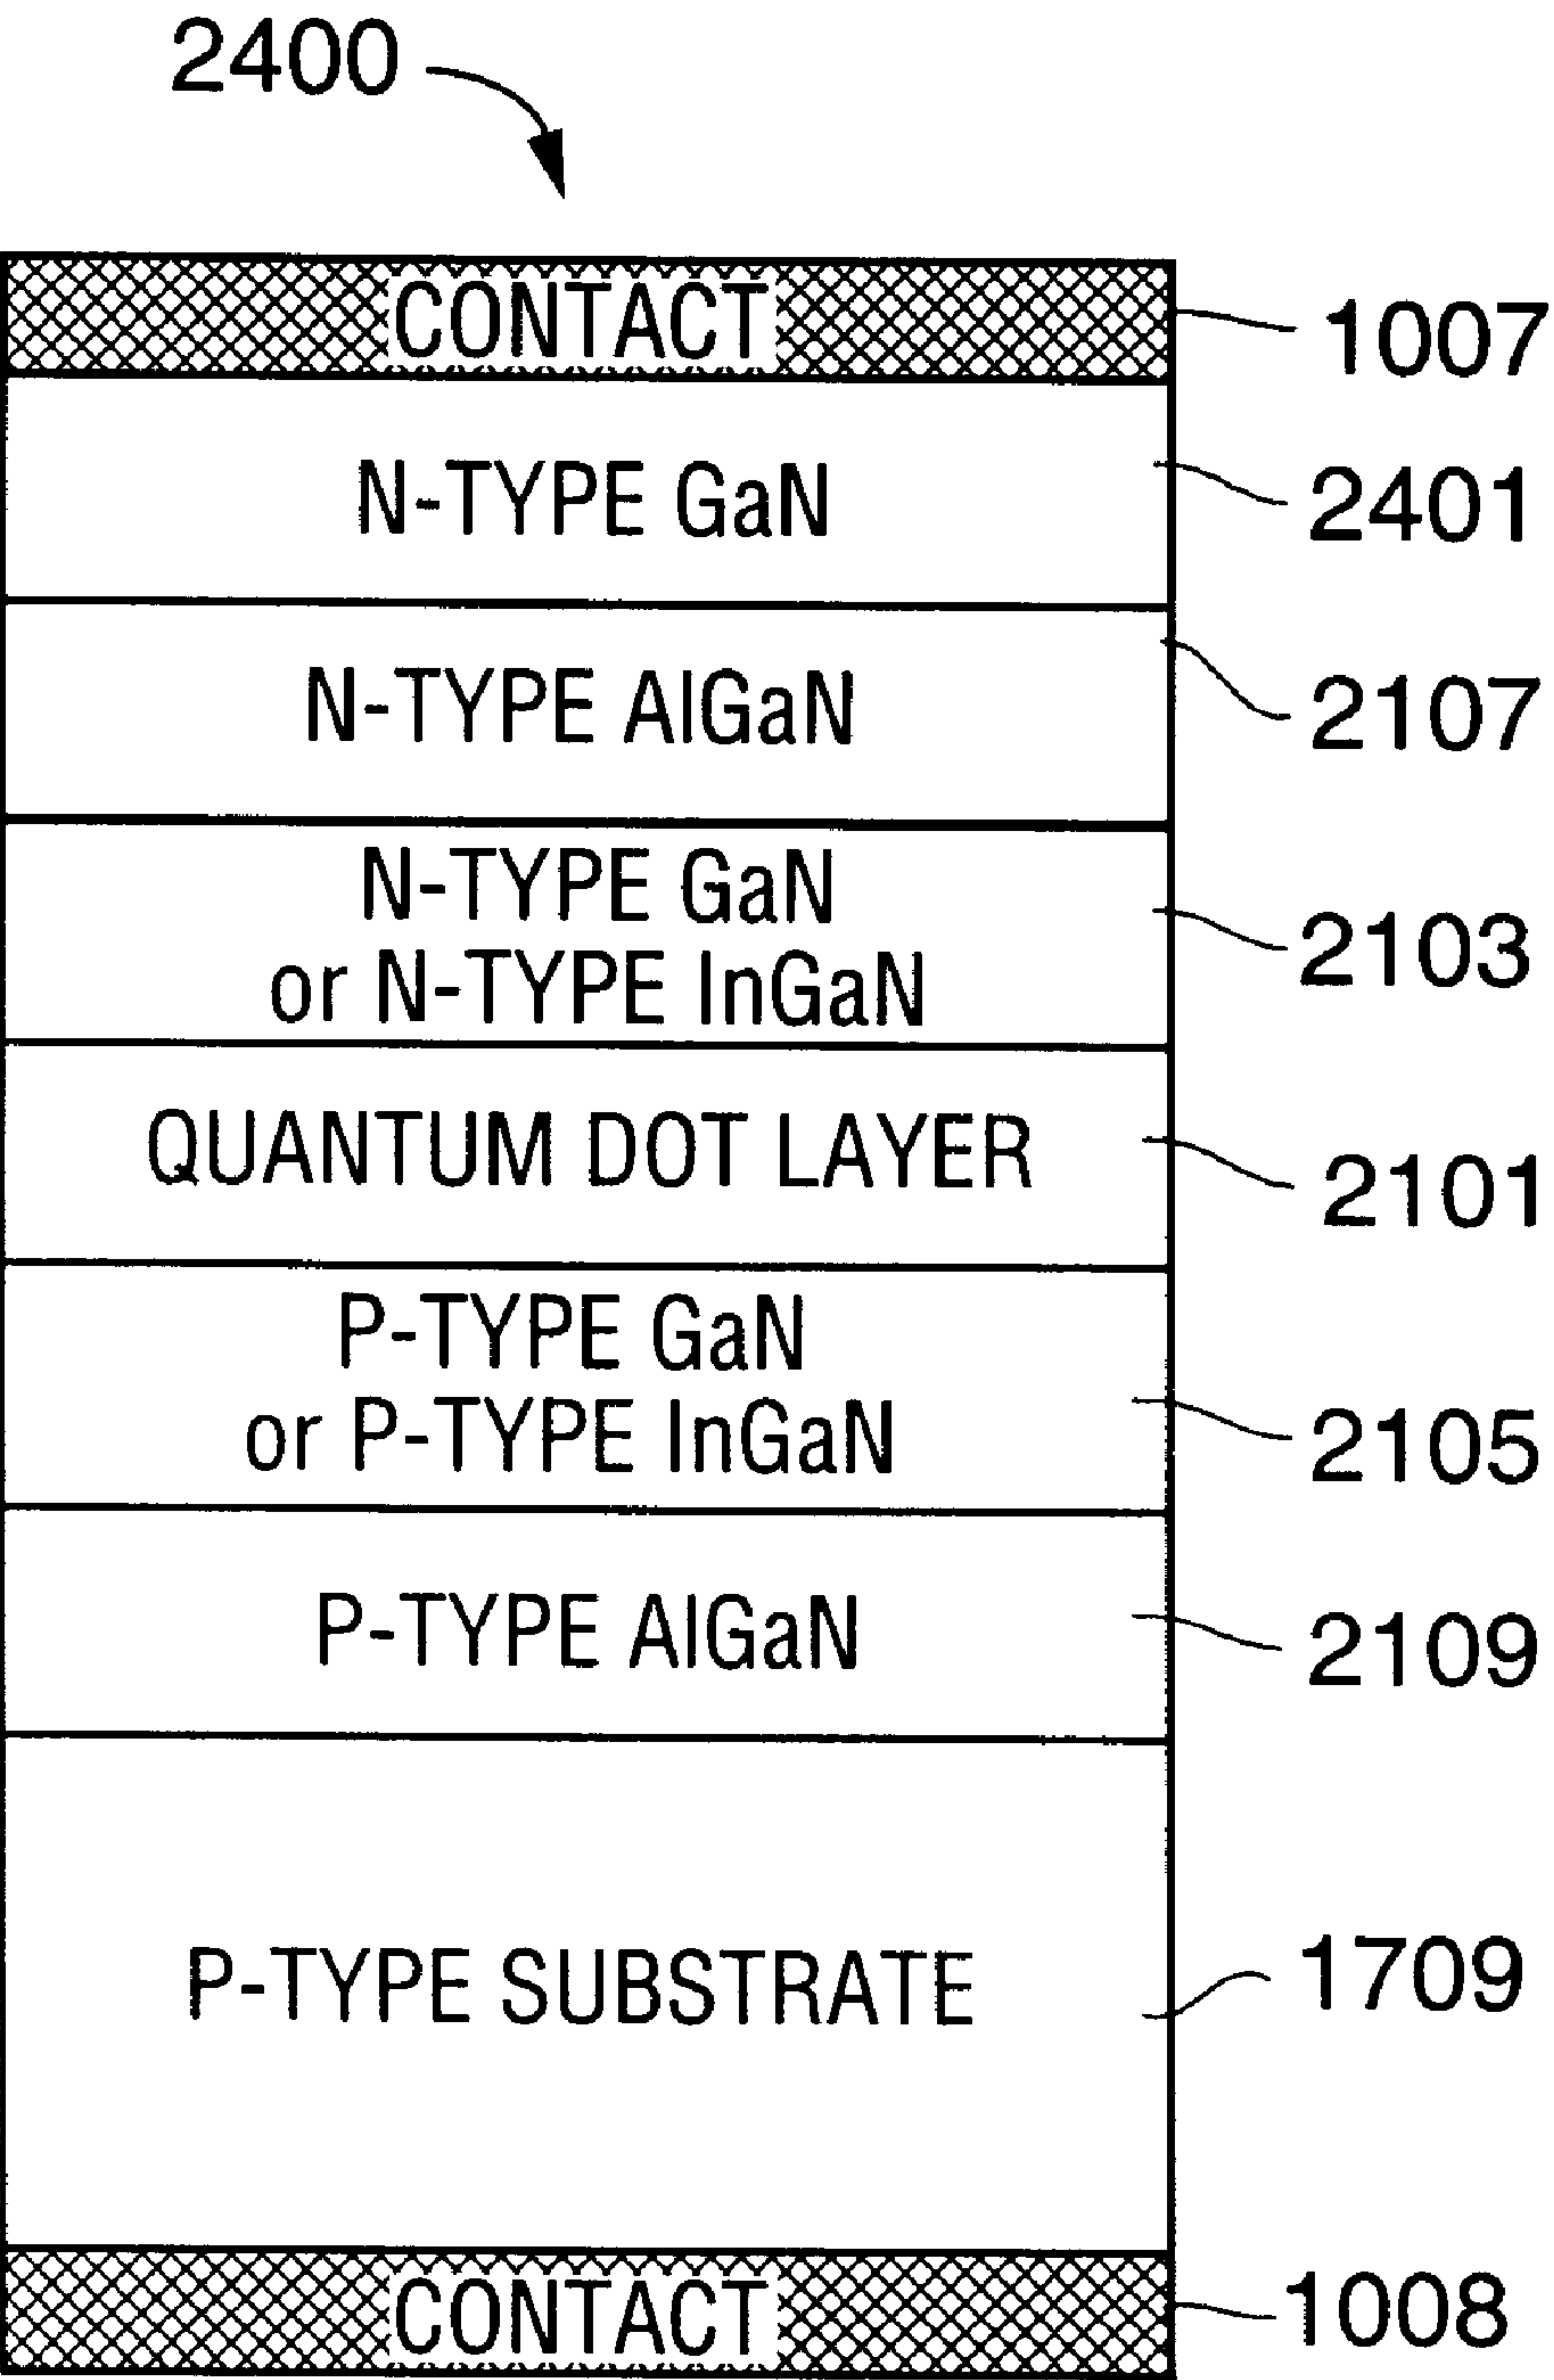 2400
CONTACT
1007
N-TYPE GaN
2401
N-TYPE AlGaN
2107
N-TYPE GaN
or N-TYPE InGaN
2103
QUANTUM DOT LAYER
2101
P-TYPE GaN
or P-TYPE InGaN
2105
P-TYPE AlGaN
2109
P-TYPE SUBSTRATE
1709
CONTACT
1008